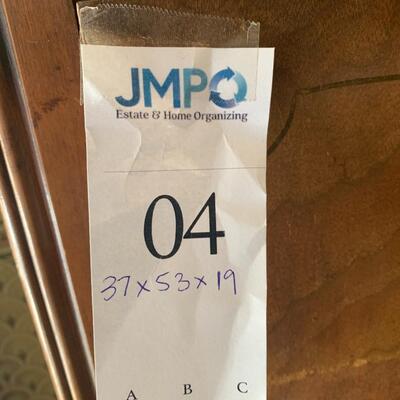 JMPO
Estate & Home Organizing
04
37x53x19
A B C